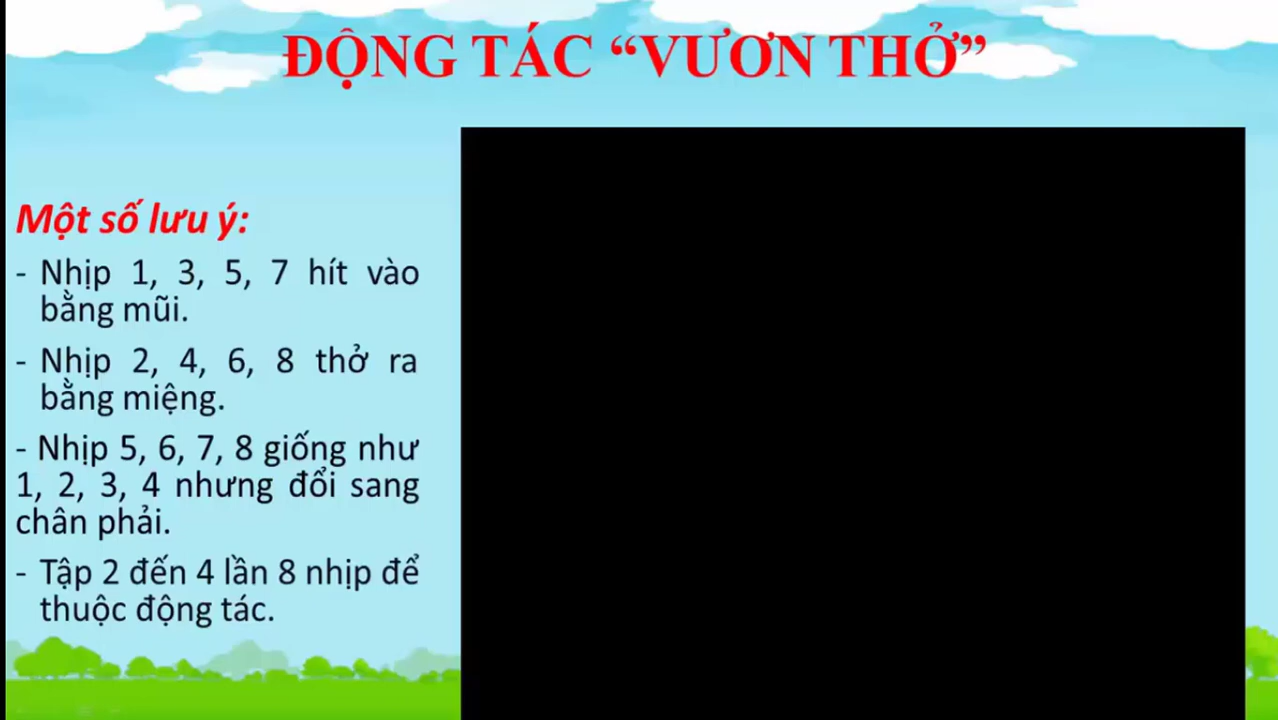 ĐỘNG TÁC “VƯƠN THỞ”
Một số lưu ý:
- Nhịp 1, 3, 5, 7 hít vào
bằng mũi.
- Nhịp 2, 4, 6, 8 thở ra
bằng miệng.
- Nhịp 5, 6, 7, 8 giống như
1, 2, 3, 4 nhưng đổi sang
chân phải.
- Tập 2 đến 4 lần 8 nhịp để
thuộc động tác.